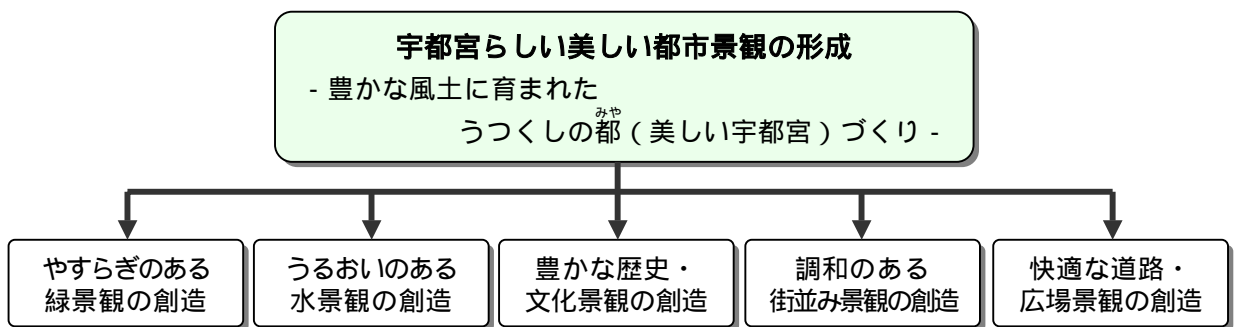 宇都宮らしい美しい都市景観の形成
- 豊かな風土に育まれた
みや
うつくしの都（美しい宇都宮）づくり -
やすらぎのある
緑景観の創造
うるおいのある
水景観の創造
豊かな歴史・
文化景観の創造
調和のある
街並み景観の創造
快適な道路・
広場景観の創造